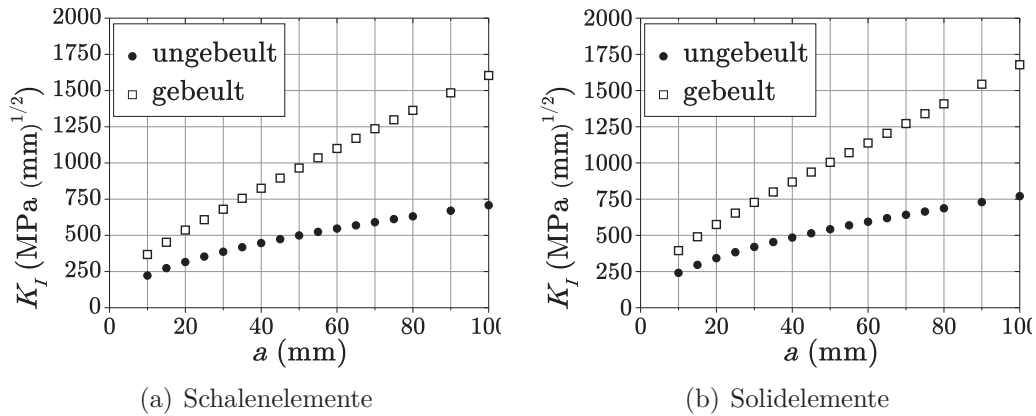 2000
1750
1500
1250
1000
750
500
250
0
K_I (MPa (mm)^{1/2})
ungebeult
gebeult
0 20 40 60 80 100
a (mm)
(a) Schalenelemente
2000
1750
1500
1250
1000
750
500
250
0
K_I (MPa (mm)^{1/2})
ungebeult
gebeult
0 20 40 60 80 100
a (mm)
(b) Solidelemente